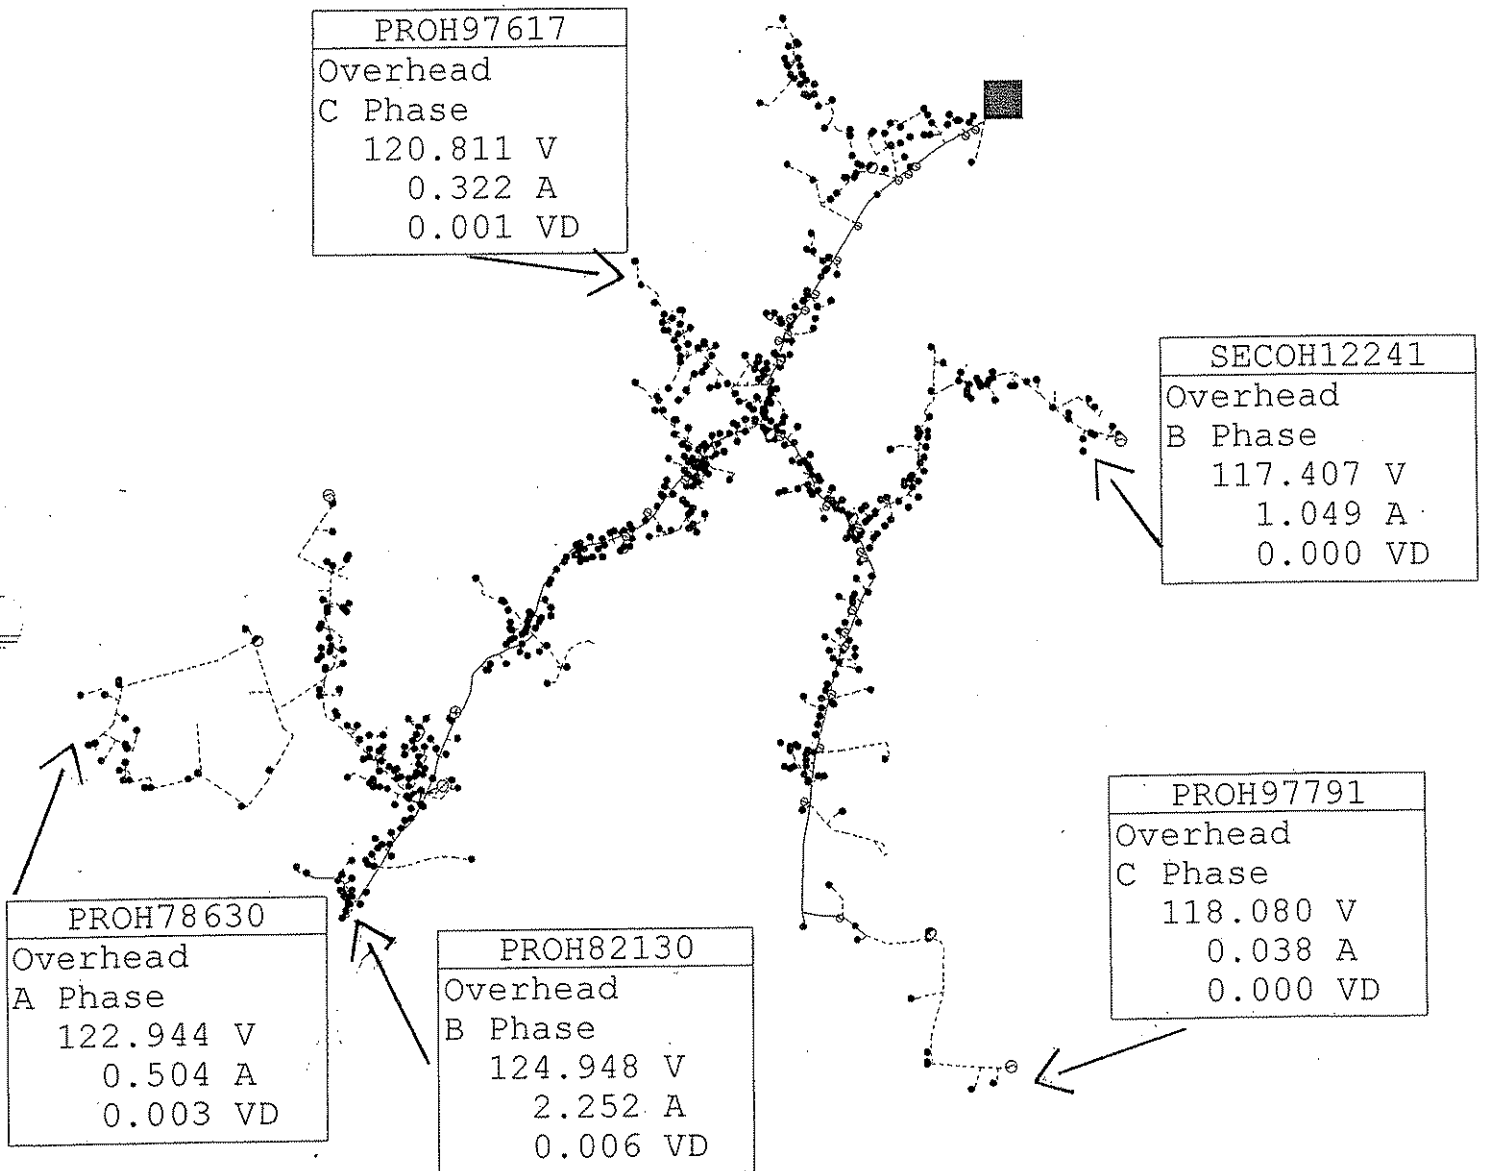 PROH97617
Overhead
C Phase
120.811 V
0.322 A
0.001 VD
SECOH12241
Overhead
B Phase
117.407 V
1.049 A
0.000 VD
PROH97791
Overhead
C Phase
118.080 V
0.038 A
0.000 VD
PROH78630
Overhead
A Phase
122.944 V
0.504 A
0.003 VD
PROH82130
Overhead
B Phase
124.948 V
2.252 A
0.006 VD